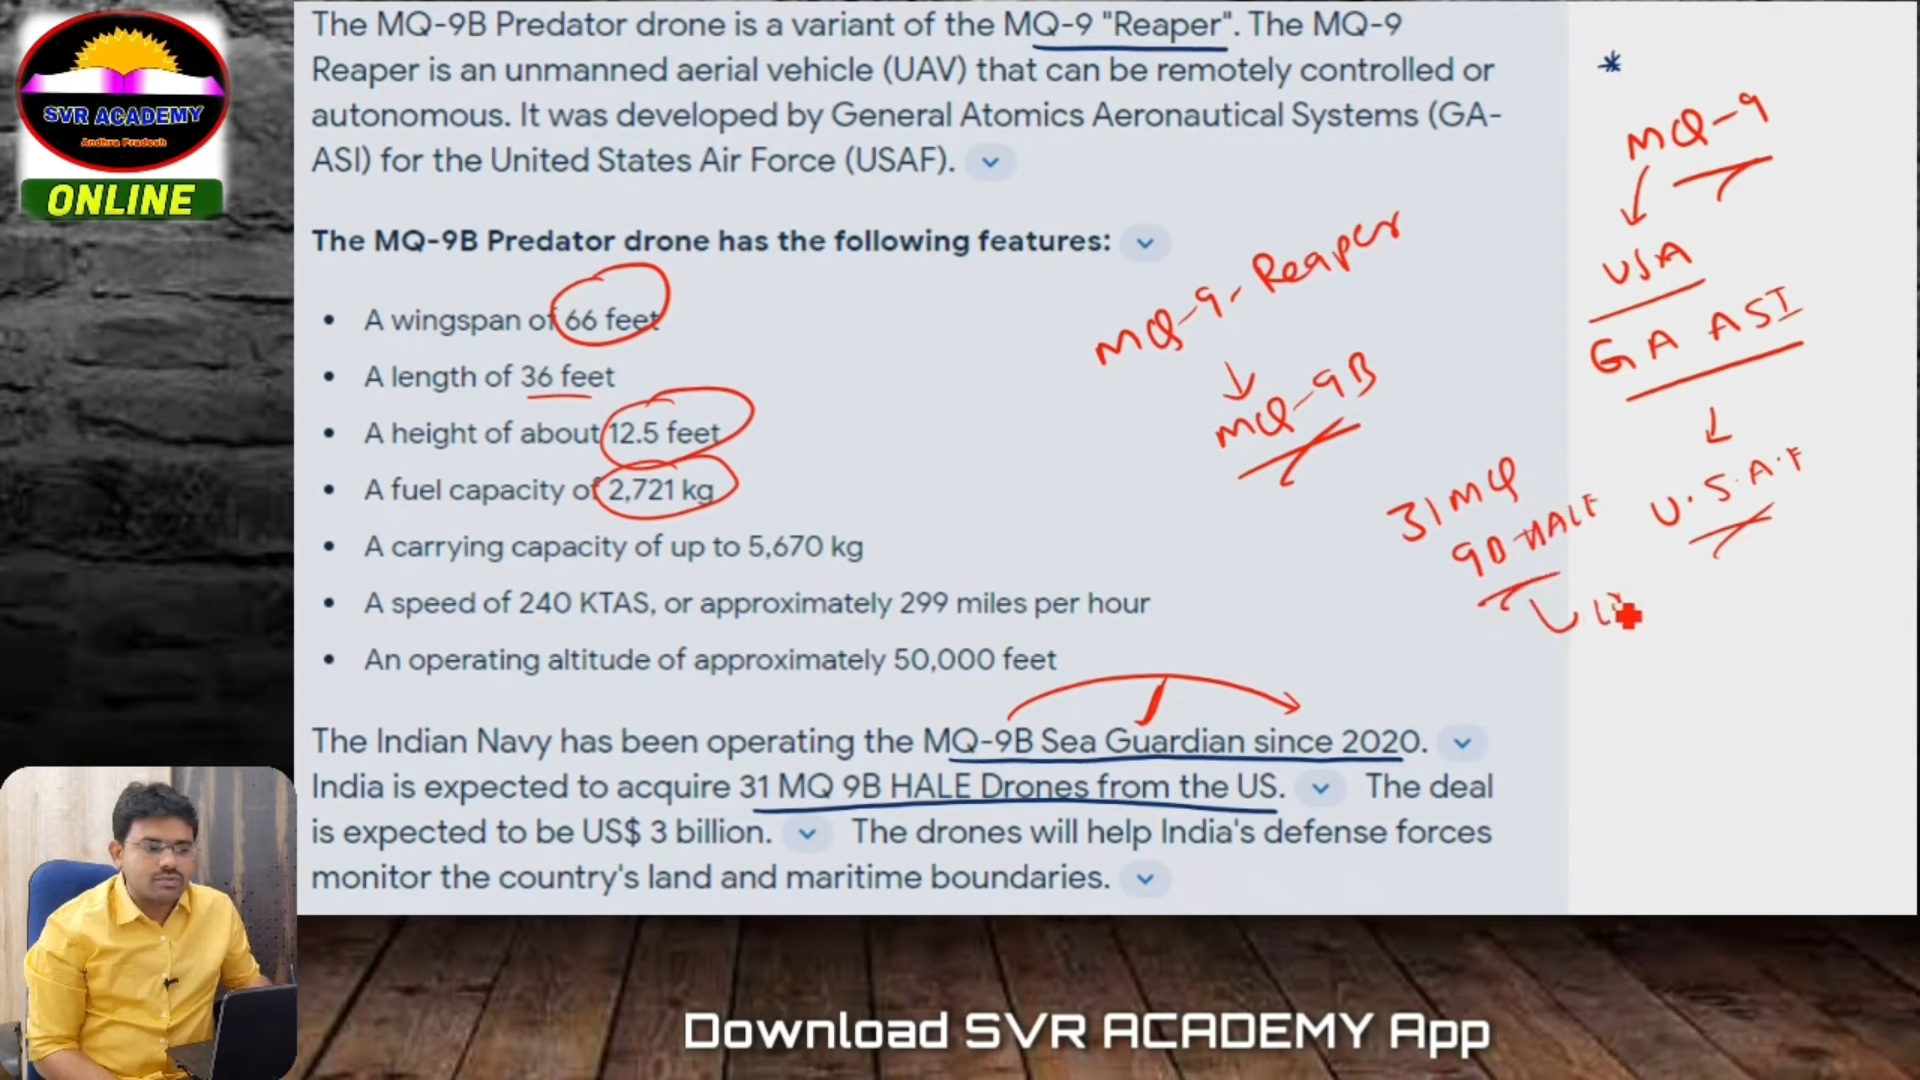 SVR ACADEMY
Andhra Pradesh
ONLINE
The MQ-9B Predator drone is a variant of the MQ-9 "Reaper". The MQ-9
Reaper is an unmanned aerial vehicle (UAV) that can be remotely controlled or
autonomous. It was developed by General Atomics Aeronautical Systems (GA-
ASI) for the United States Air Force (USAF).
The MQ-9B Predator drone has the following features:
• A wingspan of 66 feet
• A length of 36 feet
• A height of about 12.5 feet
• A fuel capacity of 2,721 kg
• A carrying capacity of up to 5,670 kg
• A speed of 240 KTAS, or approximately 299 miles per hour
• An operating altitude of approximately 50,000 feet
The Indian Navy has been operating the MQ-9B Sea Guardian since 2020.
India is expected to acquire 31 MQ 9B HALE Drones from the US. The deal
is expected to be US$ 3 billion. The drones will help India's defense forces
monitor the country's land and maritime boundaries.
MQ-9-Reaper
MQ-9B
MQ-9
USA
GA ASI
U.S.A.F
31 MQ
Download SVR ACADEMY App